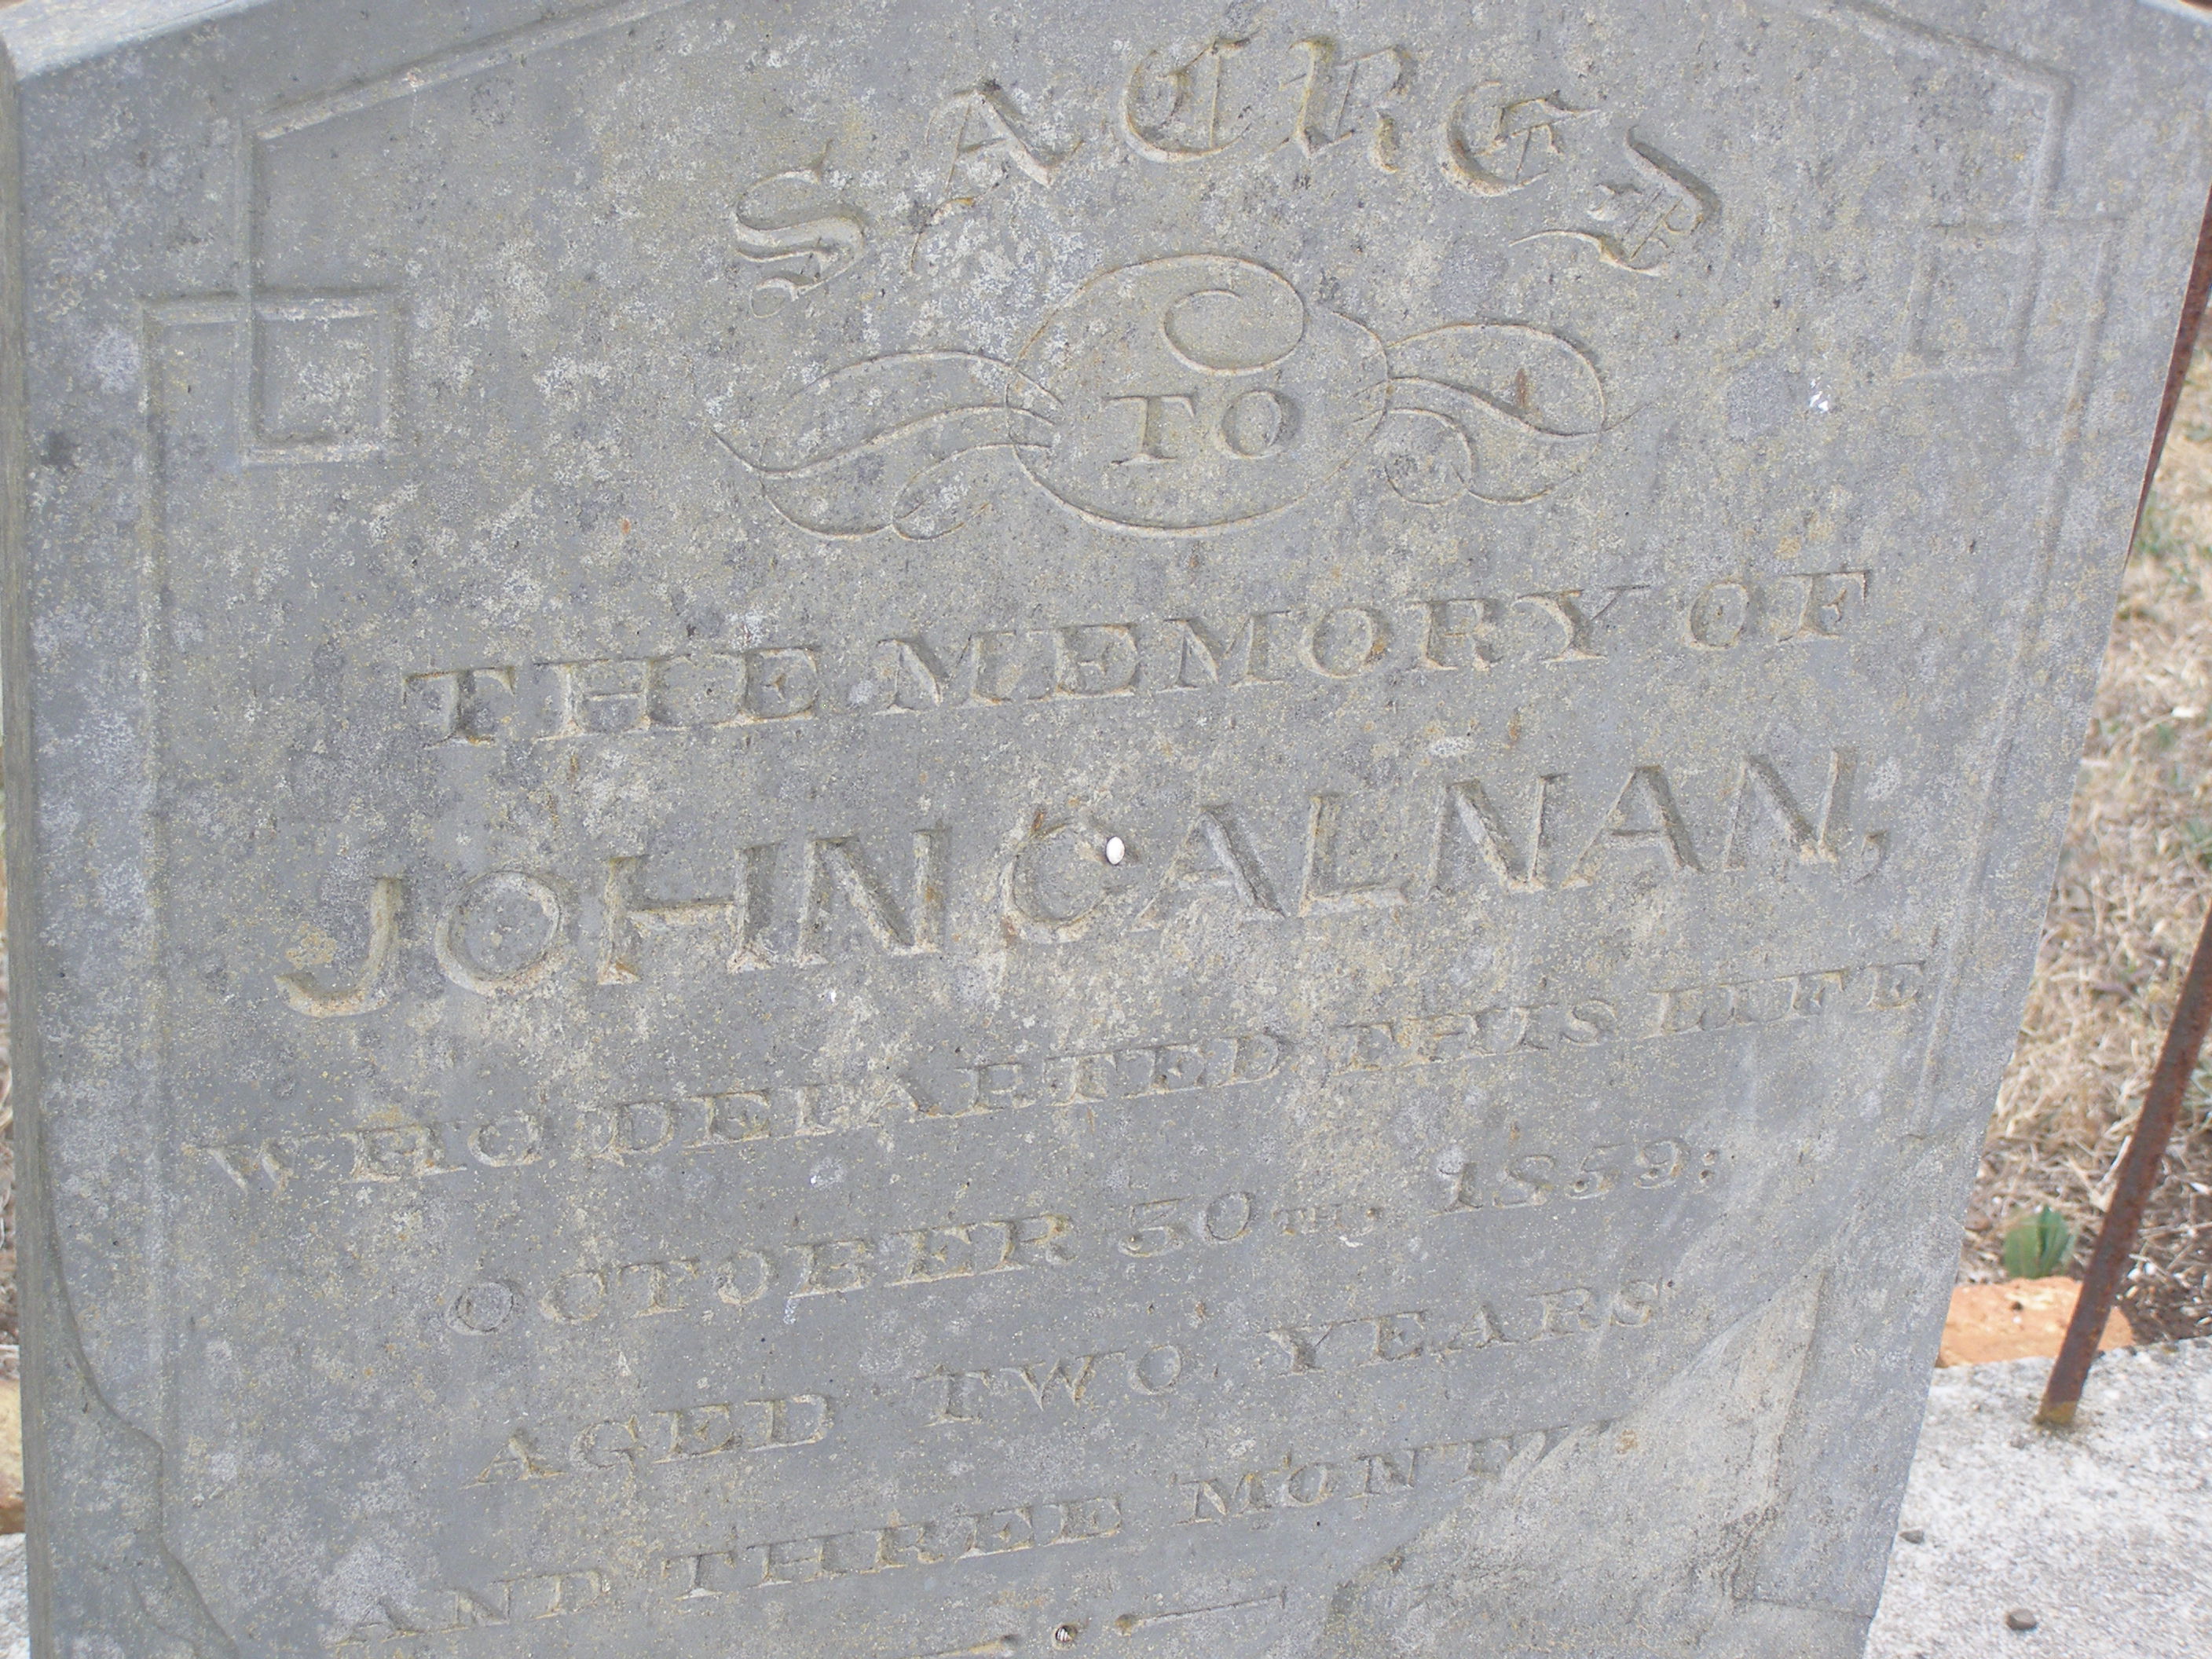 SACRED
TO
THE MEMORY OF
JOHN CALNAN,
WHO DEPARTED THIS LIFE
OCTOBER 30TH, 1859:
AGED TWO YEARS
AND THREE MONTHS